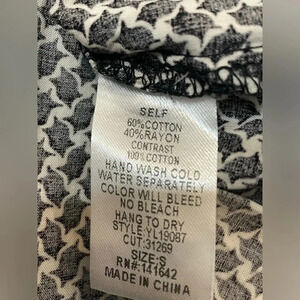 SELF
60%COTTON
40%RAYON
CONTRAST
100%COTTON
HAND WASH COLD
WATER SEPARATELY
COLOR WILL BLEED
NO BLEACH
HANG TO DRY
STYLE:YL19087
CUT:31269
SIZE:S
RN#:141642
MADE IN CHINA